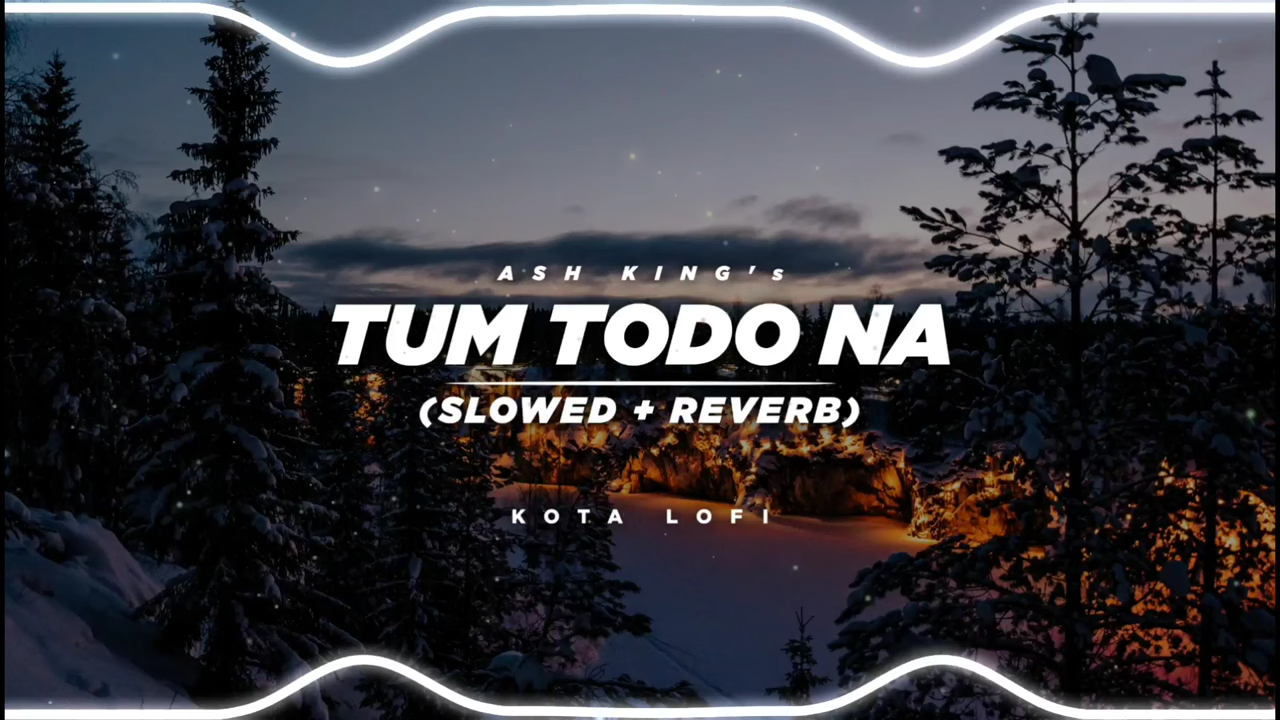 ASH KING's
TUM TODO NA
(SLOWED + REVERB)
KOTA LOFI